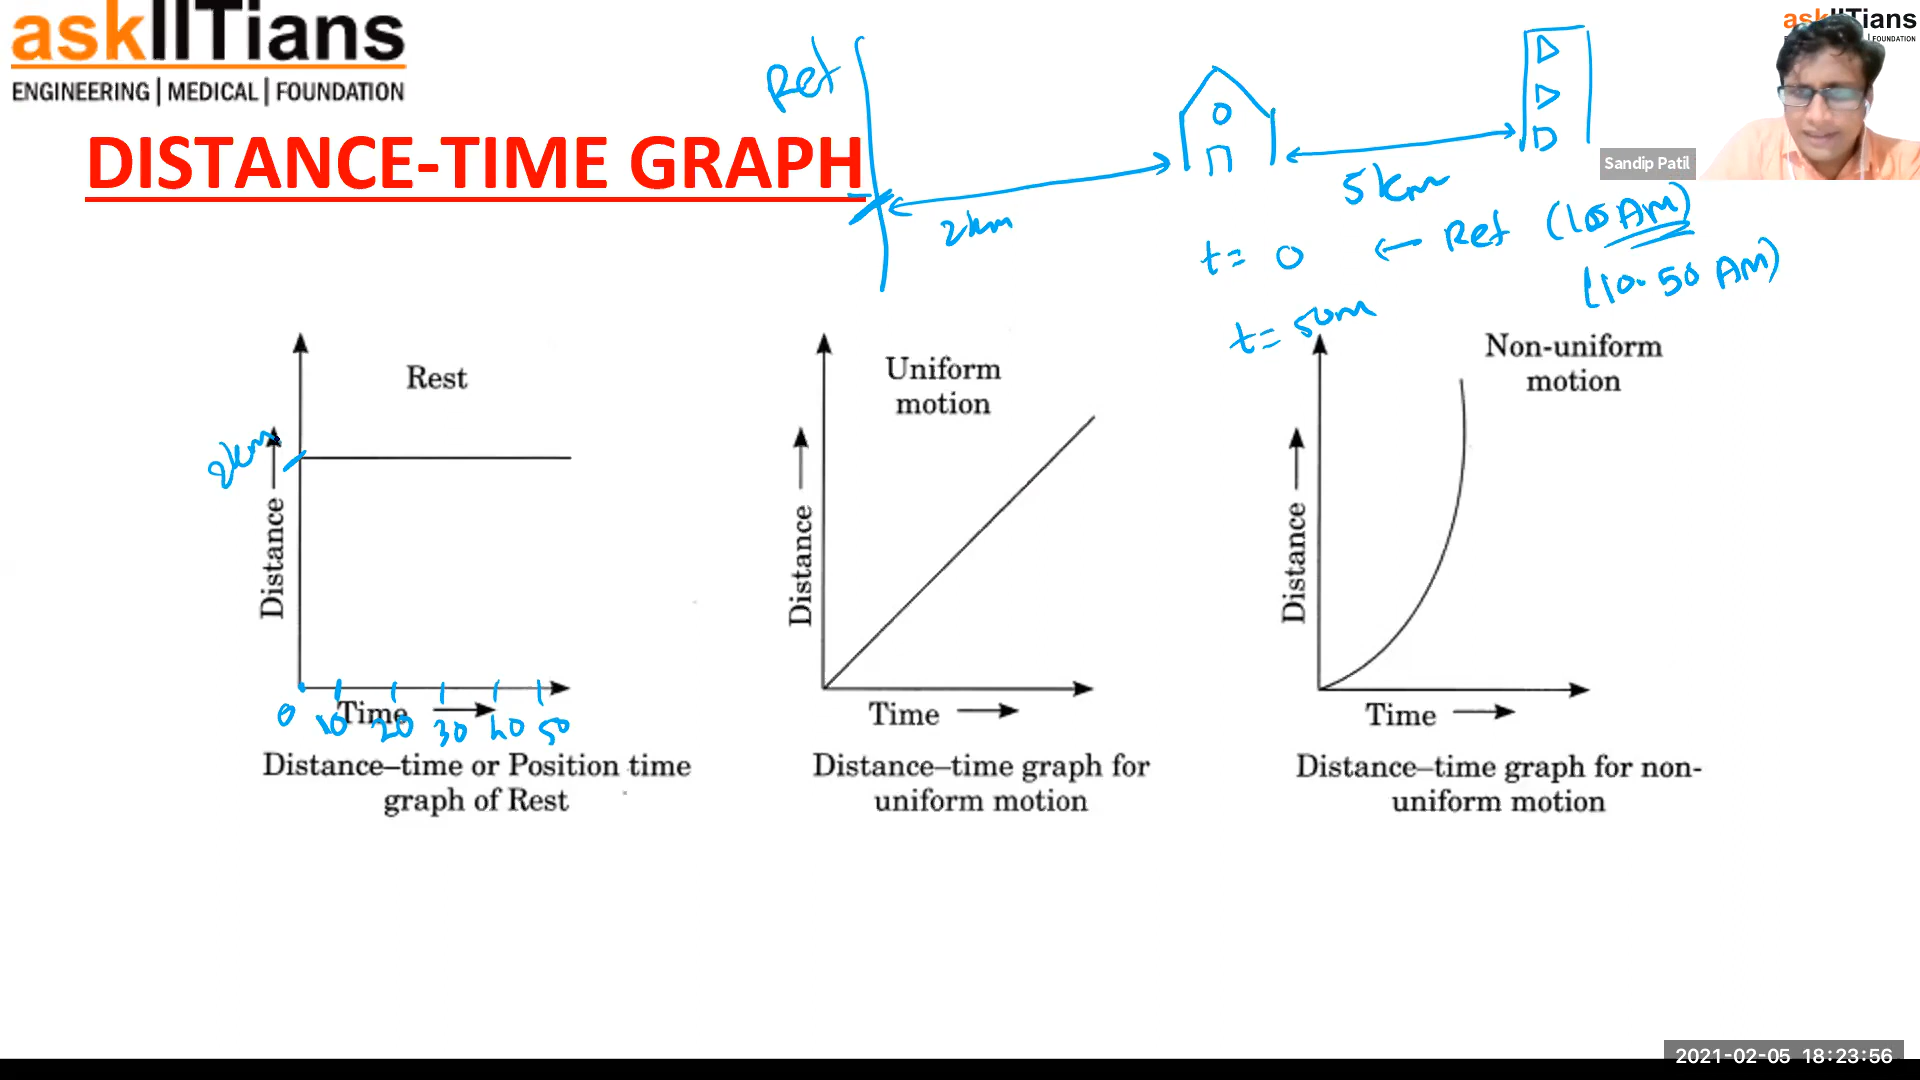 askIITians
ENGINEERING | MEDICAL | FOUNDATION
askIITians
FOUNDATION
DISTANCE-TIME GRAPH
Ref
2km
5km
Sandip Patil
t= 0 ← Ref (10 AM)
(10.50 AM)
t= 50m
Rest
2km
Distance
0 10 20 30 40 50
Time
Distance–time or Position time
graph of Rest
Uniform
motion
Distance
Time
Distance–time graph for
uniform motion
Non-uniform
motion
Distance
Time
Distance–time graph for non-
uniform motion
2021-02-05 18:23:56